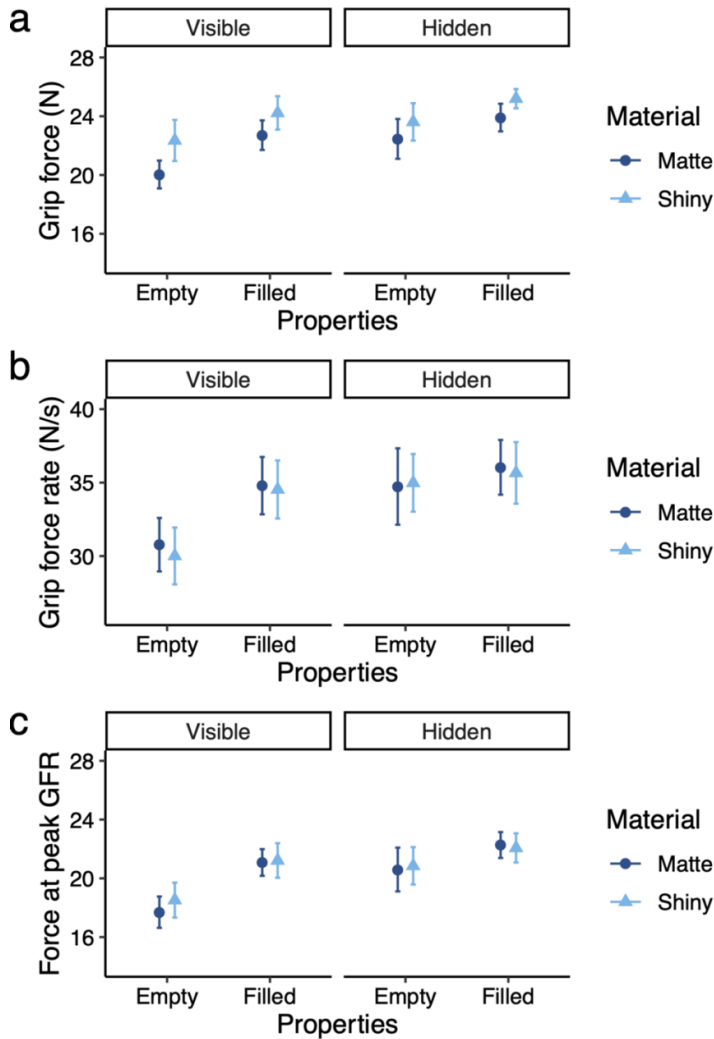 a
Visible
Hidden
Grip force (N)
28
24
20
16
Empty
Filled
Empty
Filled
Properties
Material
Matte
Shiny
b
Visible
Hidden
Grip force rate (N/s)
40
35
30
Empty
Filled
Empty
Filled
Properties
Material
Matte
Shiny
c
Visible
Hidden
Force at peak GFR
28
24
20
16
Empty
Filled
Empty
Filled
Properties
Material
Matte
Shiny